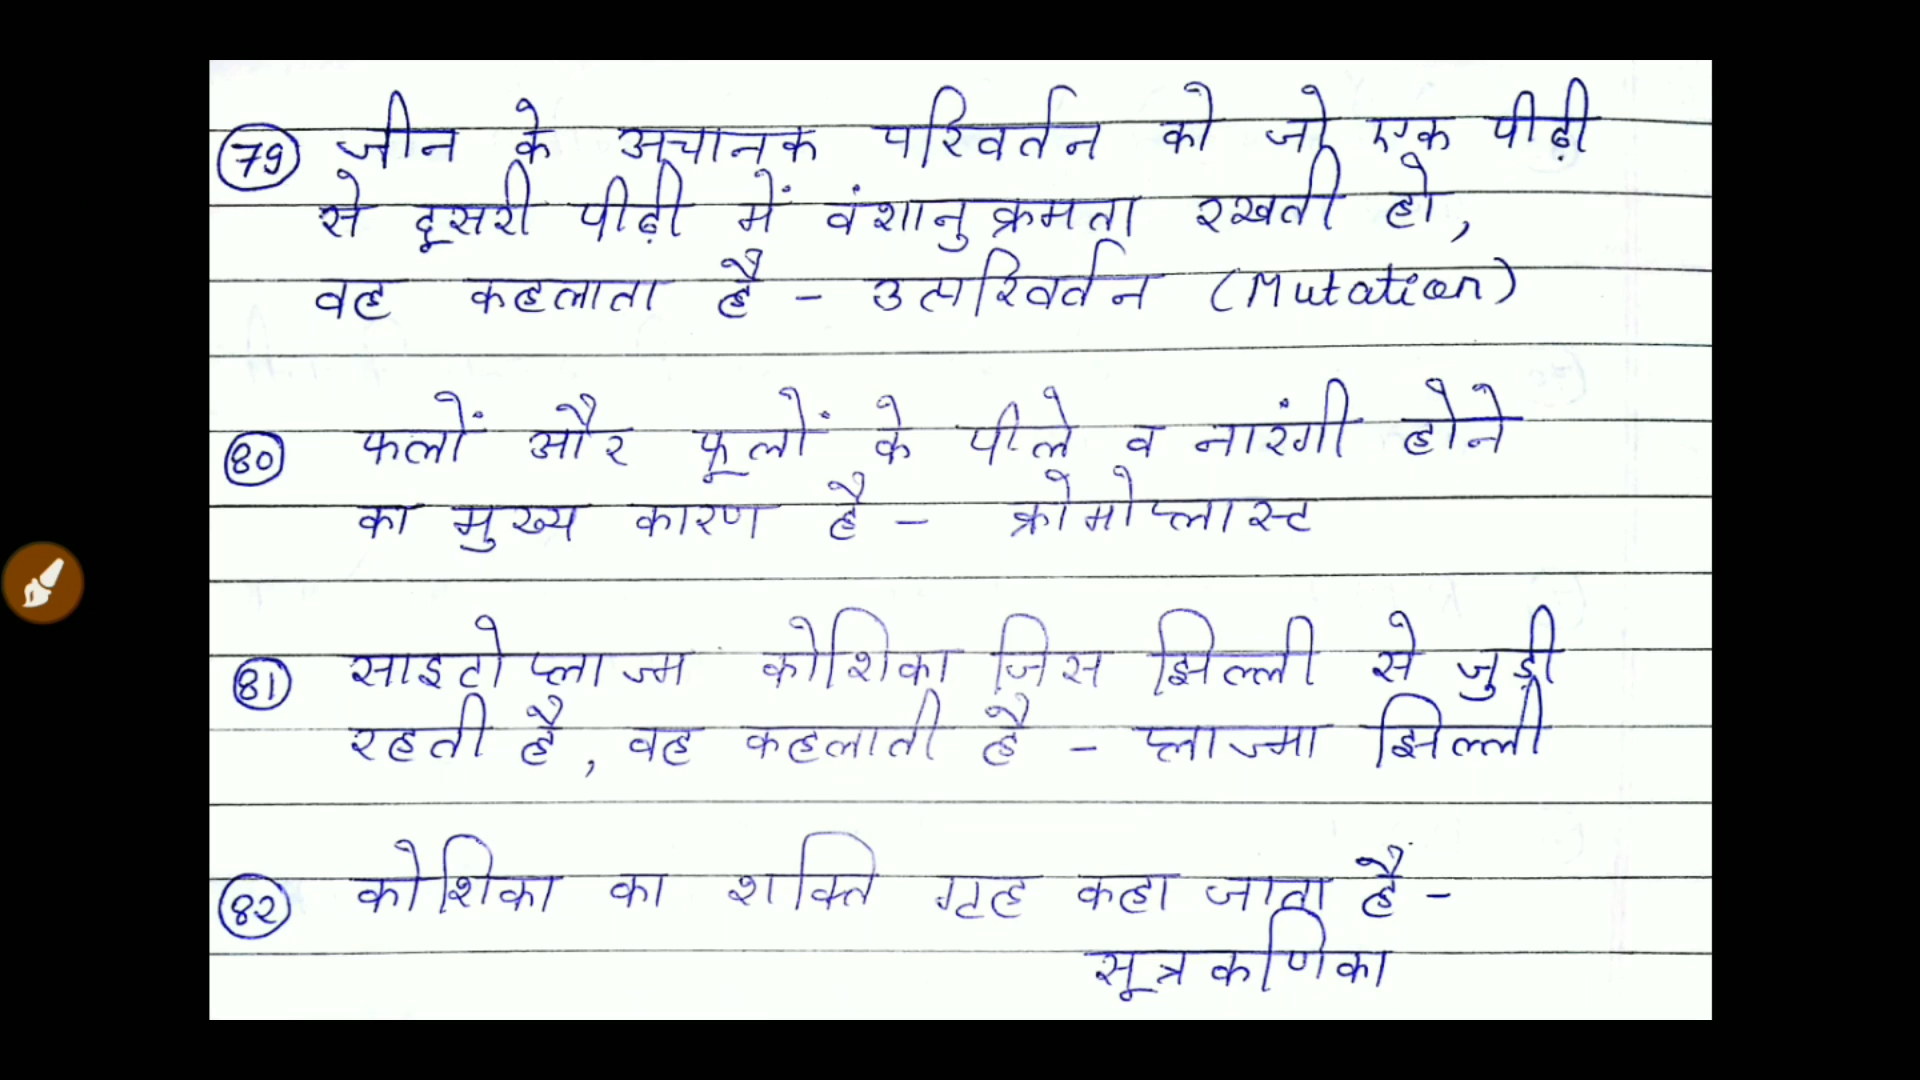 79 जीन के अचानक परिवर्तन को जो एक पीढ़ी
से दूसरी पीढ़ी में वंशानुक्रमता रखती हो,
वह कहलाता है - उत्परिवर्तन (Mutation)
80 फलों और फूलों के पीले व नारंगी होने
का मुख्य कारण है - क्रोमोप्लास्ट
81 साइटोप्लाज्म कोशिका जिस झिल्ली से जुड़ी
रहती है, वह कहलाती है - प्लाज्मा झिल्ली
82 कोशिका का शक्ति गृह कहा जाता हैं -
सूत्रकणिका